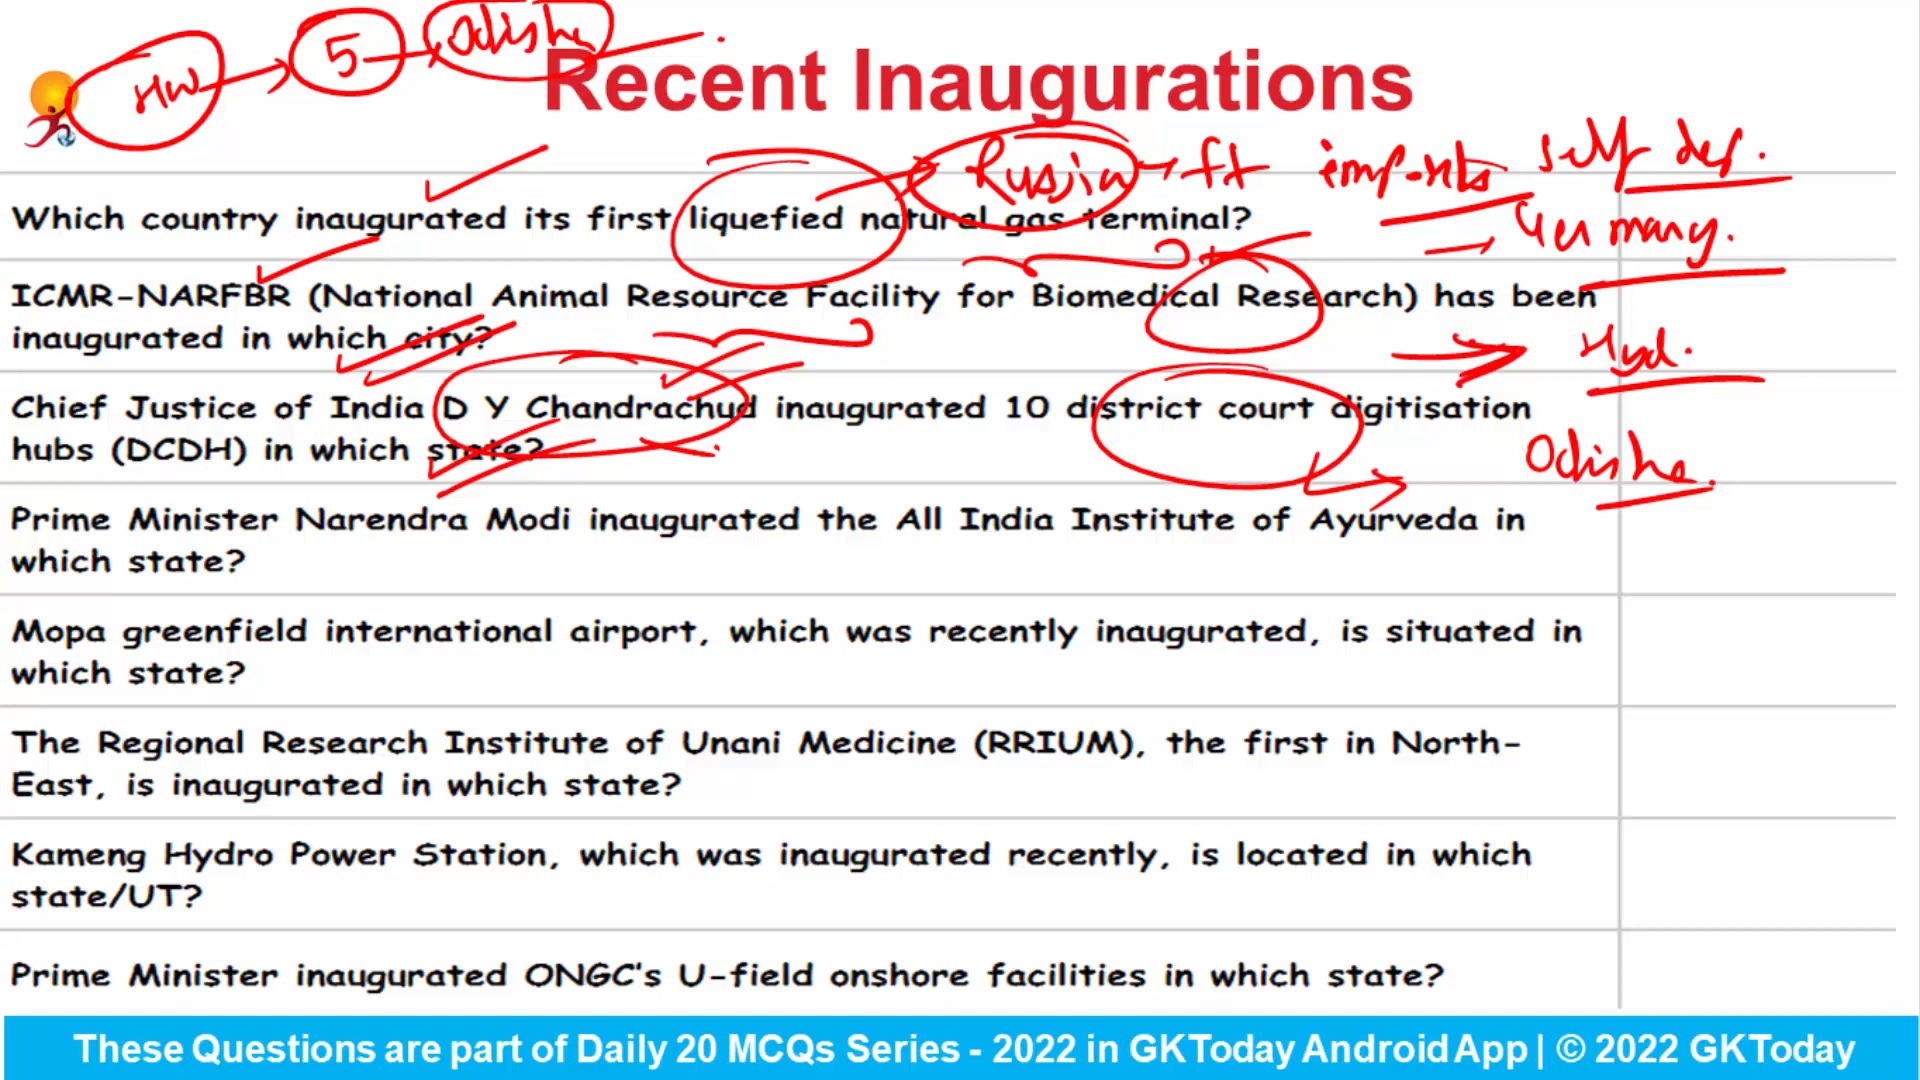 HW → 5 → Odisha
Recent Inaugurations
Russia → ft imports self dep.
Which country inaugurated its first liquefied natural gas terminal?
→ Germany.
ICMR-NARFBR (National Animal Resource Facility for Biomedical Research) has been
inaugurated in which city?
→ Hyd.
Chief Justice of India D Y Chandrachud inaugurated 10 district court digitisation
hubs (DCDH) in which state?
Odisha.
Prime Minister Narendra Modi inaugurated the All India Institute of Ayurveda in
which state?
Mopa greenfield international airport, which was recently inaugurated, is situated in
which state?
The Regional Research Institute of Unani Medicine (RRIUM), the first in North-
East, is inaugurated in which state?
Kameng Hydro Power Station, which was inaugurated recently, is located in which
state/UT?
Prime Minister inaugurated ONGC's U-field onshore facilities in which state?
These Questions are part of Daily 20 MCQs Series - 2022 in GKToday Android App | © 2022 GKToday